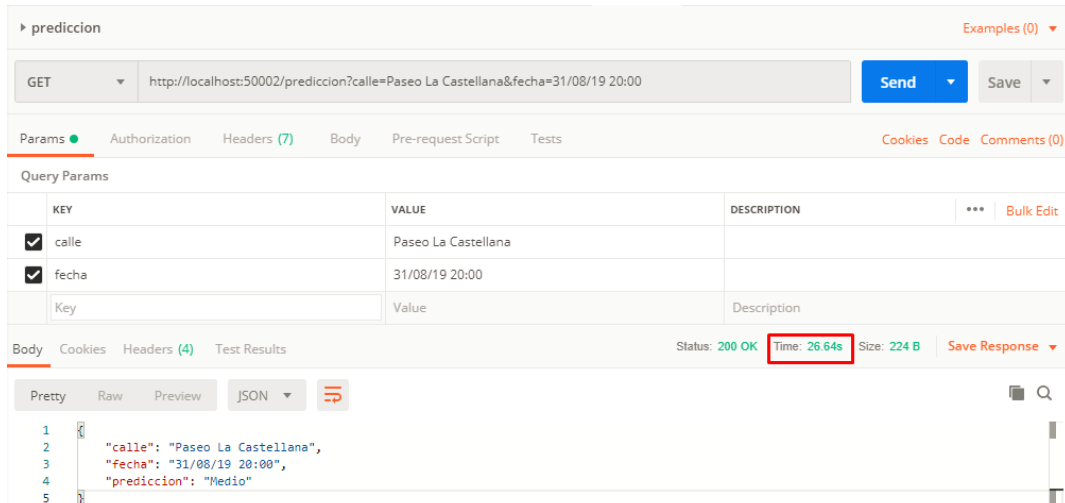 prediccion Examples (0)
GET http://localhost:50002/prediccion?calle=Paseo La Castellana&fecha=31/08/19 20:00 Send Save
Params Authorization Headers (7) Body Pre-request Script Tests Cookies Code Comments (0)
Query Params
KEY VALUE DESCRIPTION ••• Bulk Edit
calle Paseo La Castellana
fecha 31/08/19 20:00
Key Value Description
Body Cookies Headers (4) Test Results Status: 200 OK Time: 26.64s Size: 224 B Save Response
Pretty Raw Preview JSON
1 {
2 "calle": "Paseo La Castellana",
3 "fecha": "31/08/19 20:00",
4 "prediccion": "Medio"
5 }